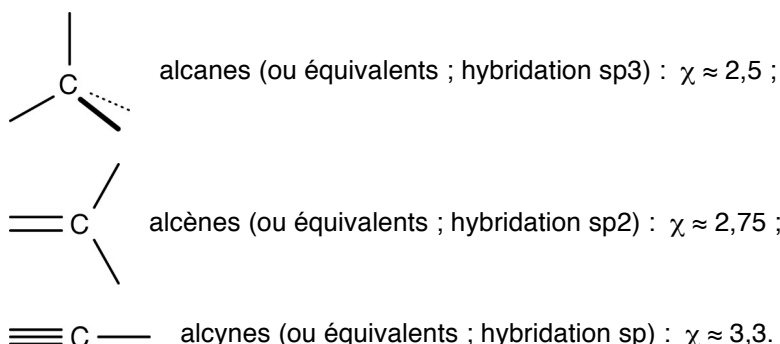 C alcanes (ou équivalents ; hybridation sp3) : χ ≈ 2,5 ;
C alcènes (ou équivalents ; hybridation sp2) : χ ≈ 2,75 ;
C alcynes (ou équivalents ; hybridation sp) : χ ≈ 3,3.